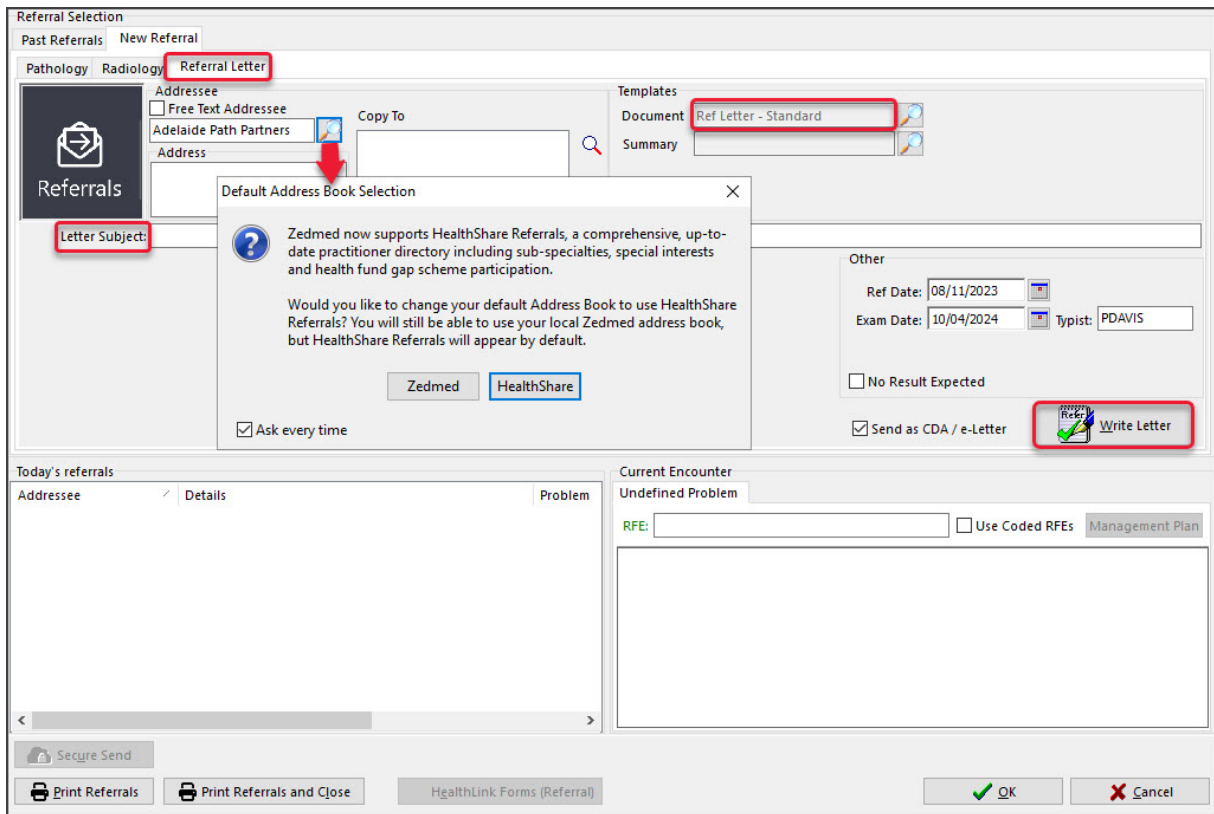 Referral Selection
Past Referrals
New Referral
Pathology
Radiology
Referral Letter
Referrals
Addressee
Free Text Addressee
Adelaide Path Partners
Address
Copy To
Templates
Document
Ref Letter - Standard
Summary
Letter Subject:
Default Address Book Selection
Zedmed now supports HealthShare Referrals, a comprehensive, up-to-
date practitioner directory including sub-specialties, special interests
and health fund gap scheme participation.
Would you like to change your default Address Book to use HealthShare
Referrals? You will still be able to use your local Zedmed address book,
but HealthShare Referrals will appear by default.
Zedmed
HealthShare
Ask every time
Other
Ref Date:
08/11/2023
Exam Date:
10/04/2024
Typist:
PDAVIS
No Result Expected
Send as CDA / e-Letter
Refer
Write Letter
Today's referrals
Addressee
Details
Problem
Current Encounter
Undefined Problem
RFE:
Use Coded RFEs
Management Plan
Secure Send
Print Referrals
Print Referrals and Close
HealthLink Forms (Referral)
OK
Cancel